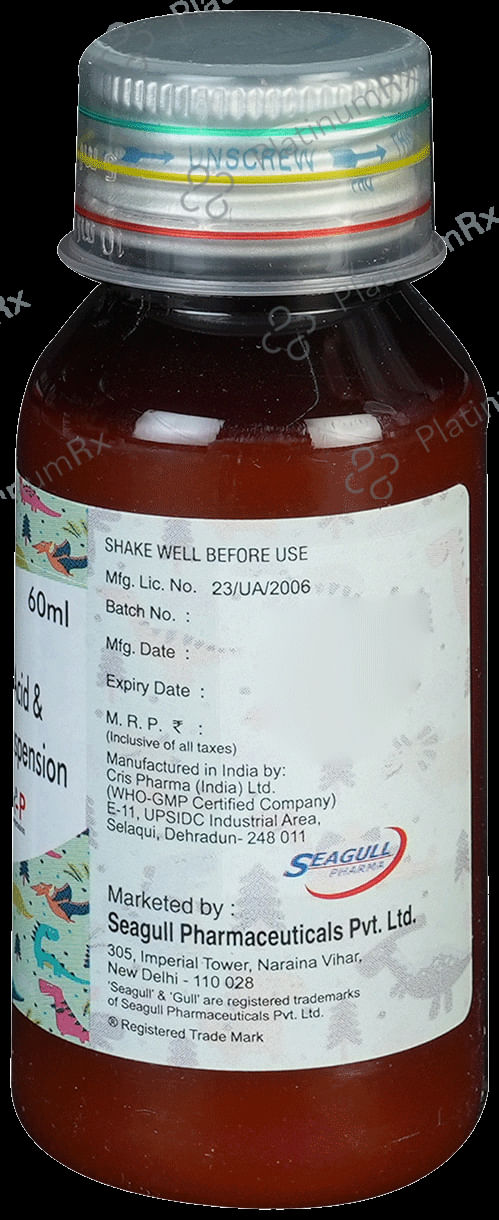 UNSCREW
PlatinumRx
PlatinumRx
PlatinumRx
60ml
SHAKE WELL BEFORE USE
Mfg. Lic. No. 23/UA/2006
Batch No. :
Mfg. Date :
Expiry Date :
M. R. P. ₹ :
(Inclusive of all taxes)
Manufactured in India by:
Cris Pharma (India) Ltd.
(WHO-GMP Certified Company)
E-11, UPSIDC Industrial Area,
Selaqui, Dehradun- 248 011
SEAGULL
PHARMA
Marketed by :
Seagull Pharmaceuticals Pvt. Ltd.
305, Imperial Tower, Naraina Vihar,
New Delhi - 110 028
'Seagull' & 'Gull' are registered trademarks
of Seagull Pharmaceuticals Pvt. Ltd.
® Registered Trade Mark